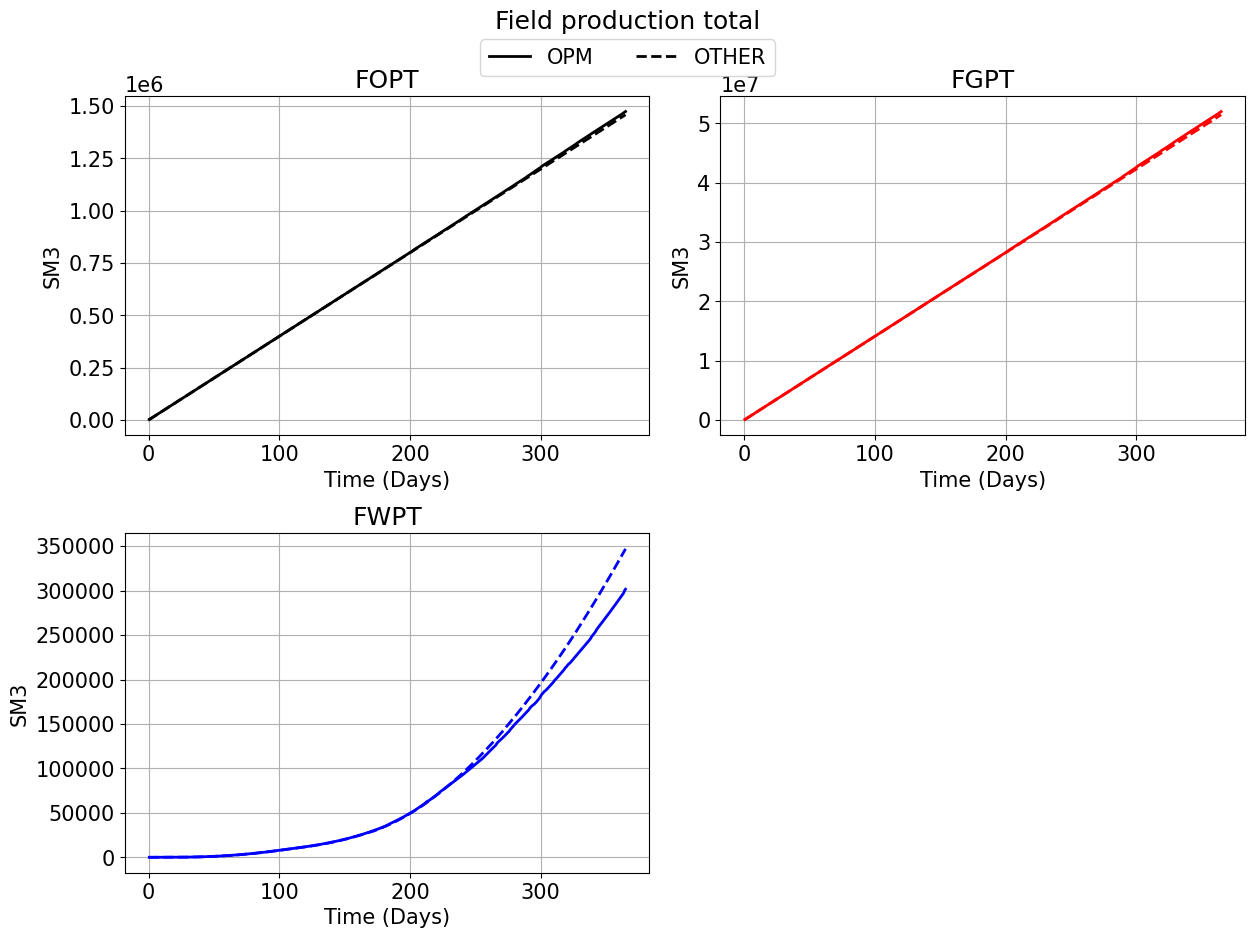 Field production total
OPM OTHER
FOPT
1e6
1.50
1.25
1.00
0.75
0.50
0.25
0.00
SM3
0 100 200 300
Time (Days)
FGPT
1e7
5
4
3
2
1
0
SM3
0 100 200 300
Time (Days)
FWPT
350000
300000
250000
200000
150000
100000
50000
0
SM3
0 100 200 300
Time (Days)